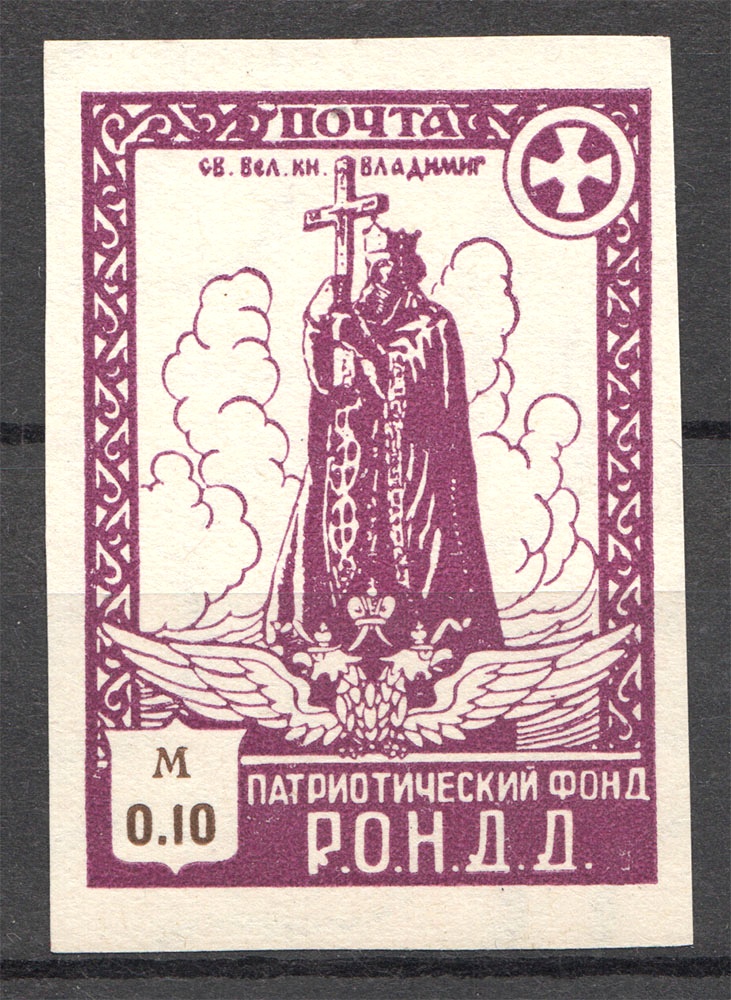 ПОЧТА
СВ. ВЕЛ. КН. ВЛАДИМИР
М
0.10
ПАТРИОТИЧЕСКИЙ ФОНД
Р.О.Н.Д.Д.